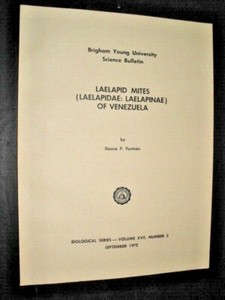 Brigham Young University
Science Bulletin
LAELAPID MITES
(LAELAPIDAE: LAELAPINAE)
OF VENEZUELA
by
Deane P. Furman
BIOLOGICAL SERIES — VOLUME XVII, NUMBER 3
SEPTEMBER 1972